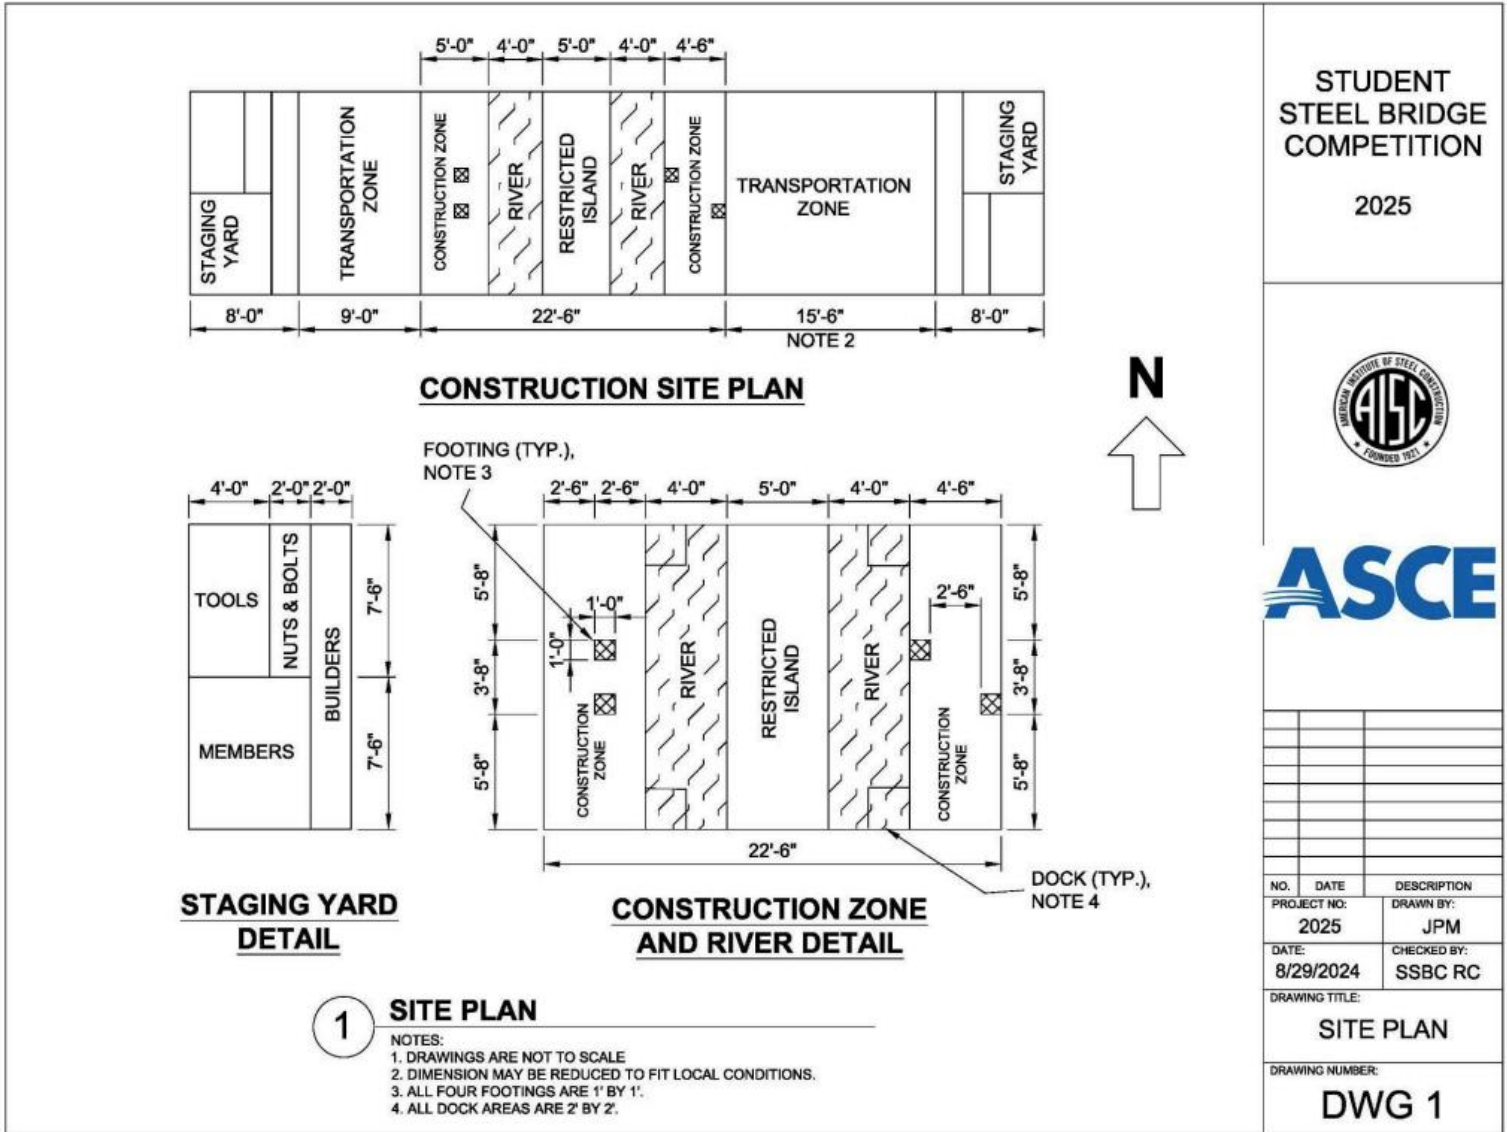 5'-0" 4'-0" 5'-0" 4'-0" 4'-6"
STAGING
YARD
TRANSPORTATION
ZONE
CONSTRUCTION ZONE
RIVER
RESTRICTED
ISLAND
RIVER
CONSTRUCTION ZONE
TRANSPORTATION
ZONE
STAGING
YARD
8'-0" 9'-0" 22'-6" 15'-6" 8'-0"
NOTE 2
CONSTRUCTION SITE PLAN
N
4'-0" 2'-0" 2'-0"
TOOLS
NUTS & BOLTS
BUILDERS
MEMBERS
7'-6"
7'-6"
STAGING YARD
DETAIL
FOOTING (TYP.),
NOTE 3
2'-6" 2'-6" 4'-0" 5'-0" 4'-0" 4'-6"
5'-8"
3'-8"
5'-8"
1'-0"
1'-0"
CONSTRUCTION
ZONE
RIVER
RESTRICTED
ISLAND
RIVER
2'-6"
CONSTRUCTION
ZONE
5'-8"
3'-8"
5'-8"
22'-6"
DOCK (TYP.),
NOTE 4
CONSTRUCTION ZONE
AND RIVER DETAIL
1
SITE PLAN
NOTES:
1. DRAWINGS ARE NOT TO SCALE
2. DIMENSION MAY BE REDUCED TO FIT LOCAL CONDITIONS.
3. ALL FOUR FOOTINGS ARE 1' BY 1'.
4. ALL DOCK AREAS ARE 2' BY 2'.
STUDENT
STEEL BRIDGE
COMPETITION
2025
AMERICAN INSTITUTE OF STEEL CONSTRUCTION
AISC
FOUNDED 1921
ASCE
NO. DATE DESCRIPTION
PROJECT NO: DRAWN BY:
2025 JPM
DATE: CHECKED BY:
8/29/2024 SSBC RC
DRAWING TITLE:
SITE PLAN
DRAWING NUMBER:
DWG 1